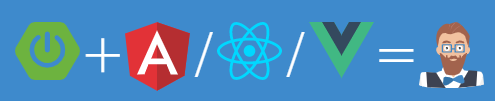 + A / / =